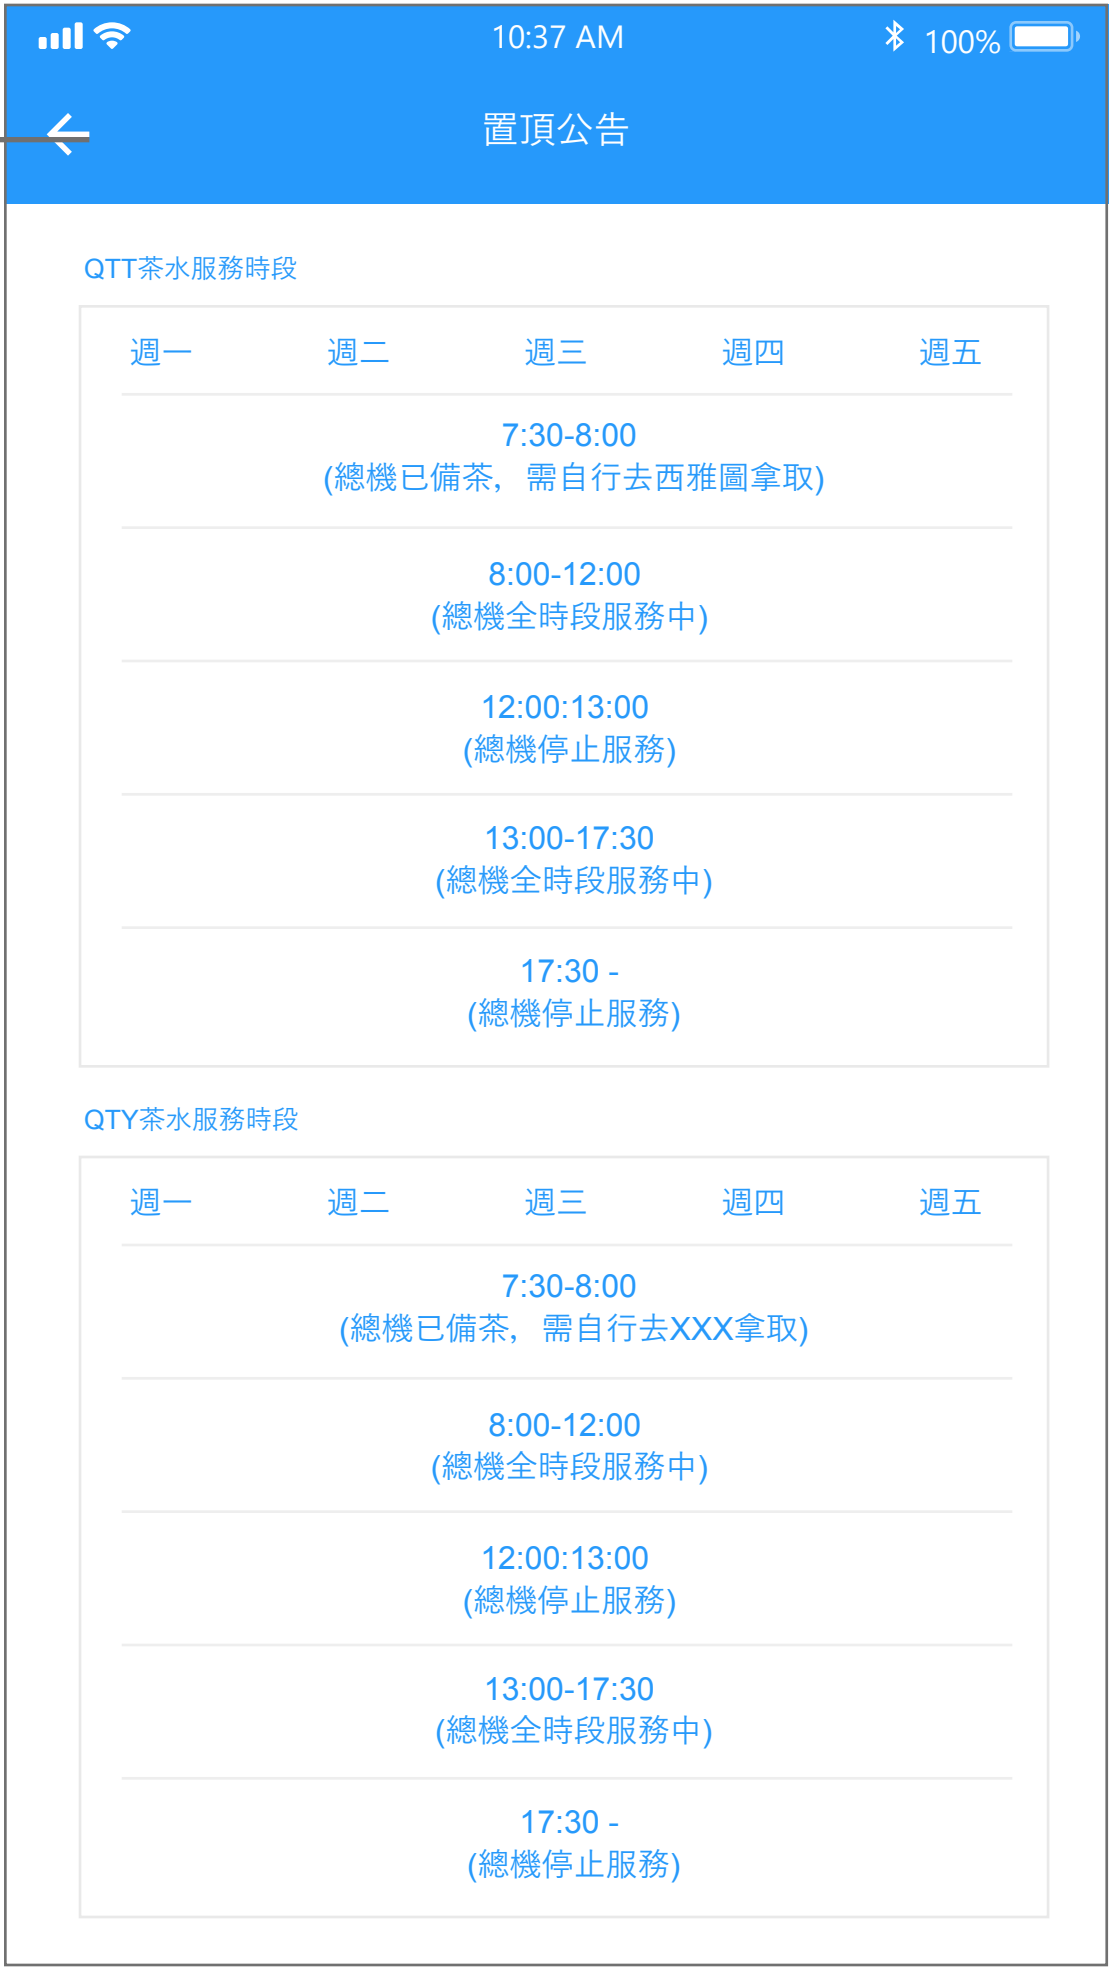 10:37 AM
100%
置頂公告
QTT茶水服務時段
週一 週二 週三 週四 週五
7:30-8:00
(總機已備茶，需自行去西雅圖拿取)
8:00-12:00
(總機全時段服務中)
12:00:13:00
(總機停止服務)
13:00-17:30
(總機全時段服務中)
17:30 -
(總機停止服務)
QTY茶水服務時段
週一 週二 週三 週四 週五
7:30-8:00
(總機已備茶，需自行去XXX拿取)
8:00-12:00
(總機全時段服務中)
12:00:13:00
(總機停止服務)
13:00-17:30
(總機全時段服務中)
17:30 -
(總機停止服務)